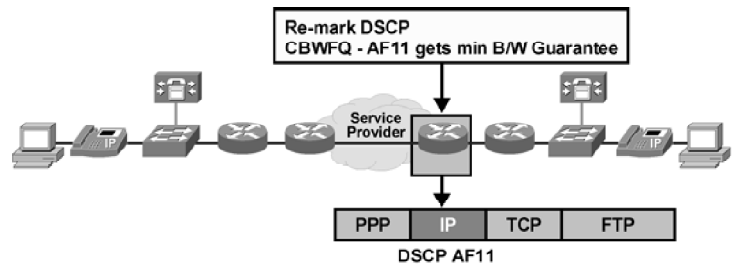 Re-mark DSCP
CBWFQ - AF11 gets min B/W Guarantee
Service
Provider
IP
IP
PPP IP TCP FTP
DSCP AF11